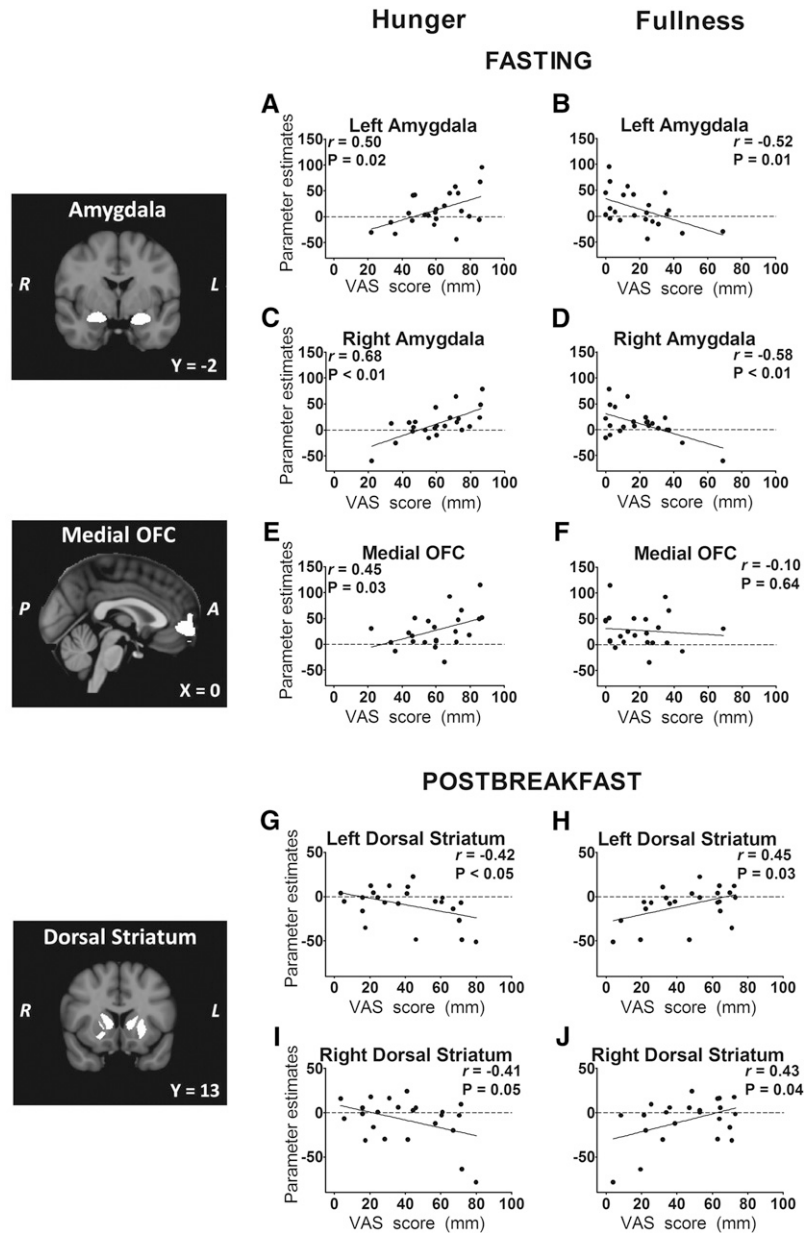 Hunger Fullness
FASTING
A
Left Amygdala
r = 0.50
P = 0.02
Parameter estimates
150
100
50
0
-50
0 20 40 60 80 100
VAS score (mm)
B
Left Amygdala
r = -0.52
P = 0.01
150
100
50
0
-50
0 20 40 60 80 100
VAS score (mm)
Amygdala
R L
Y = -2
C
Right Amygdala
r = 0.68
P < 0.01
Parameter estimates
150
100
50
0
-50
0 20 40 60 80 100
VAS score (mm)
D
Right Amygdala
r = -0.58
P < 0.01
150
100
50
0
-50
0 20 40 60 80 100
VAS score (mm)
Medial OFC
P A
X = 0
E
Medial OFC
r = 0.45
P = 0.03
Parameter estimates
150
100
50
0
-50
0 20 40 60 80 100
VAS score (mm)
F
Medial OFC
r = -0.10
P = 0.64
150
100
50
0
-50
0 20 40 60 80 100
VAS score (mm)
POSTBREAKFAST
G
Left Dorsal Striatum
r = -0.42
P < 0.05
Parameter estimates
50
0
-50
0 20 40 60 80 100
VAS score (mm)
H
Left Dorsal Striatum
r = 0.45
P = 0.03
50
0
-50
0 20 40 60 80 100
VAS score (mm)
Dorsal Striatum
R L
Y = 13
I
Right Dorsal Striatum
r = -0.41
P = 0.05
Parameter estimates
50
0
-50
0 20 40 60 80 100
VAS score (mm)
J
Right Dorsal Striatum
r = 0.43
P = 0.04
50
0
-50
0 20 40 60 80 100
VAS score (mm)